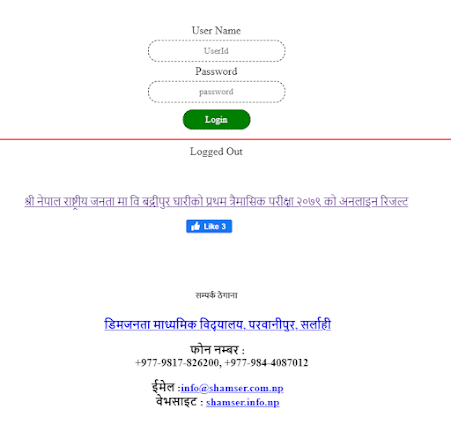 User Name
UserId
Password
password
Login
Logged Out
श्री नेपाल राष्ट्रीय जनता मा वि बद्रीपुर घारीको प्रथम त्रैमासिक परीक्षा २०७९ को अनलाइन रिजल्ट
Like 3
सम्पर्क ठेगाना
डिमजनता माध्यमिक विद्यालय, परवानीपुर, सर्लाही
फोन नम्बर :
+977-9817-826200, +977-984-4087012
ईमेल :info@shamser.com.np
वेभसाइट : shamser.info.np